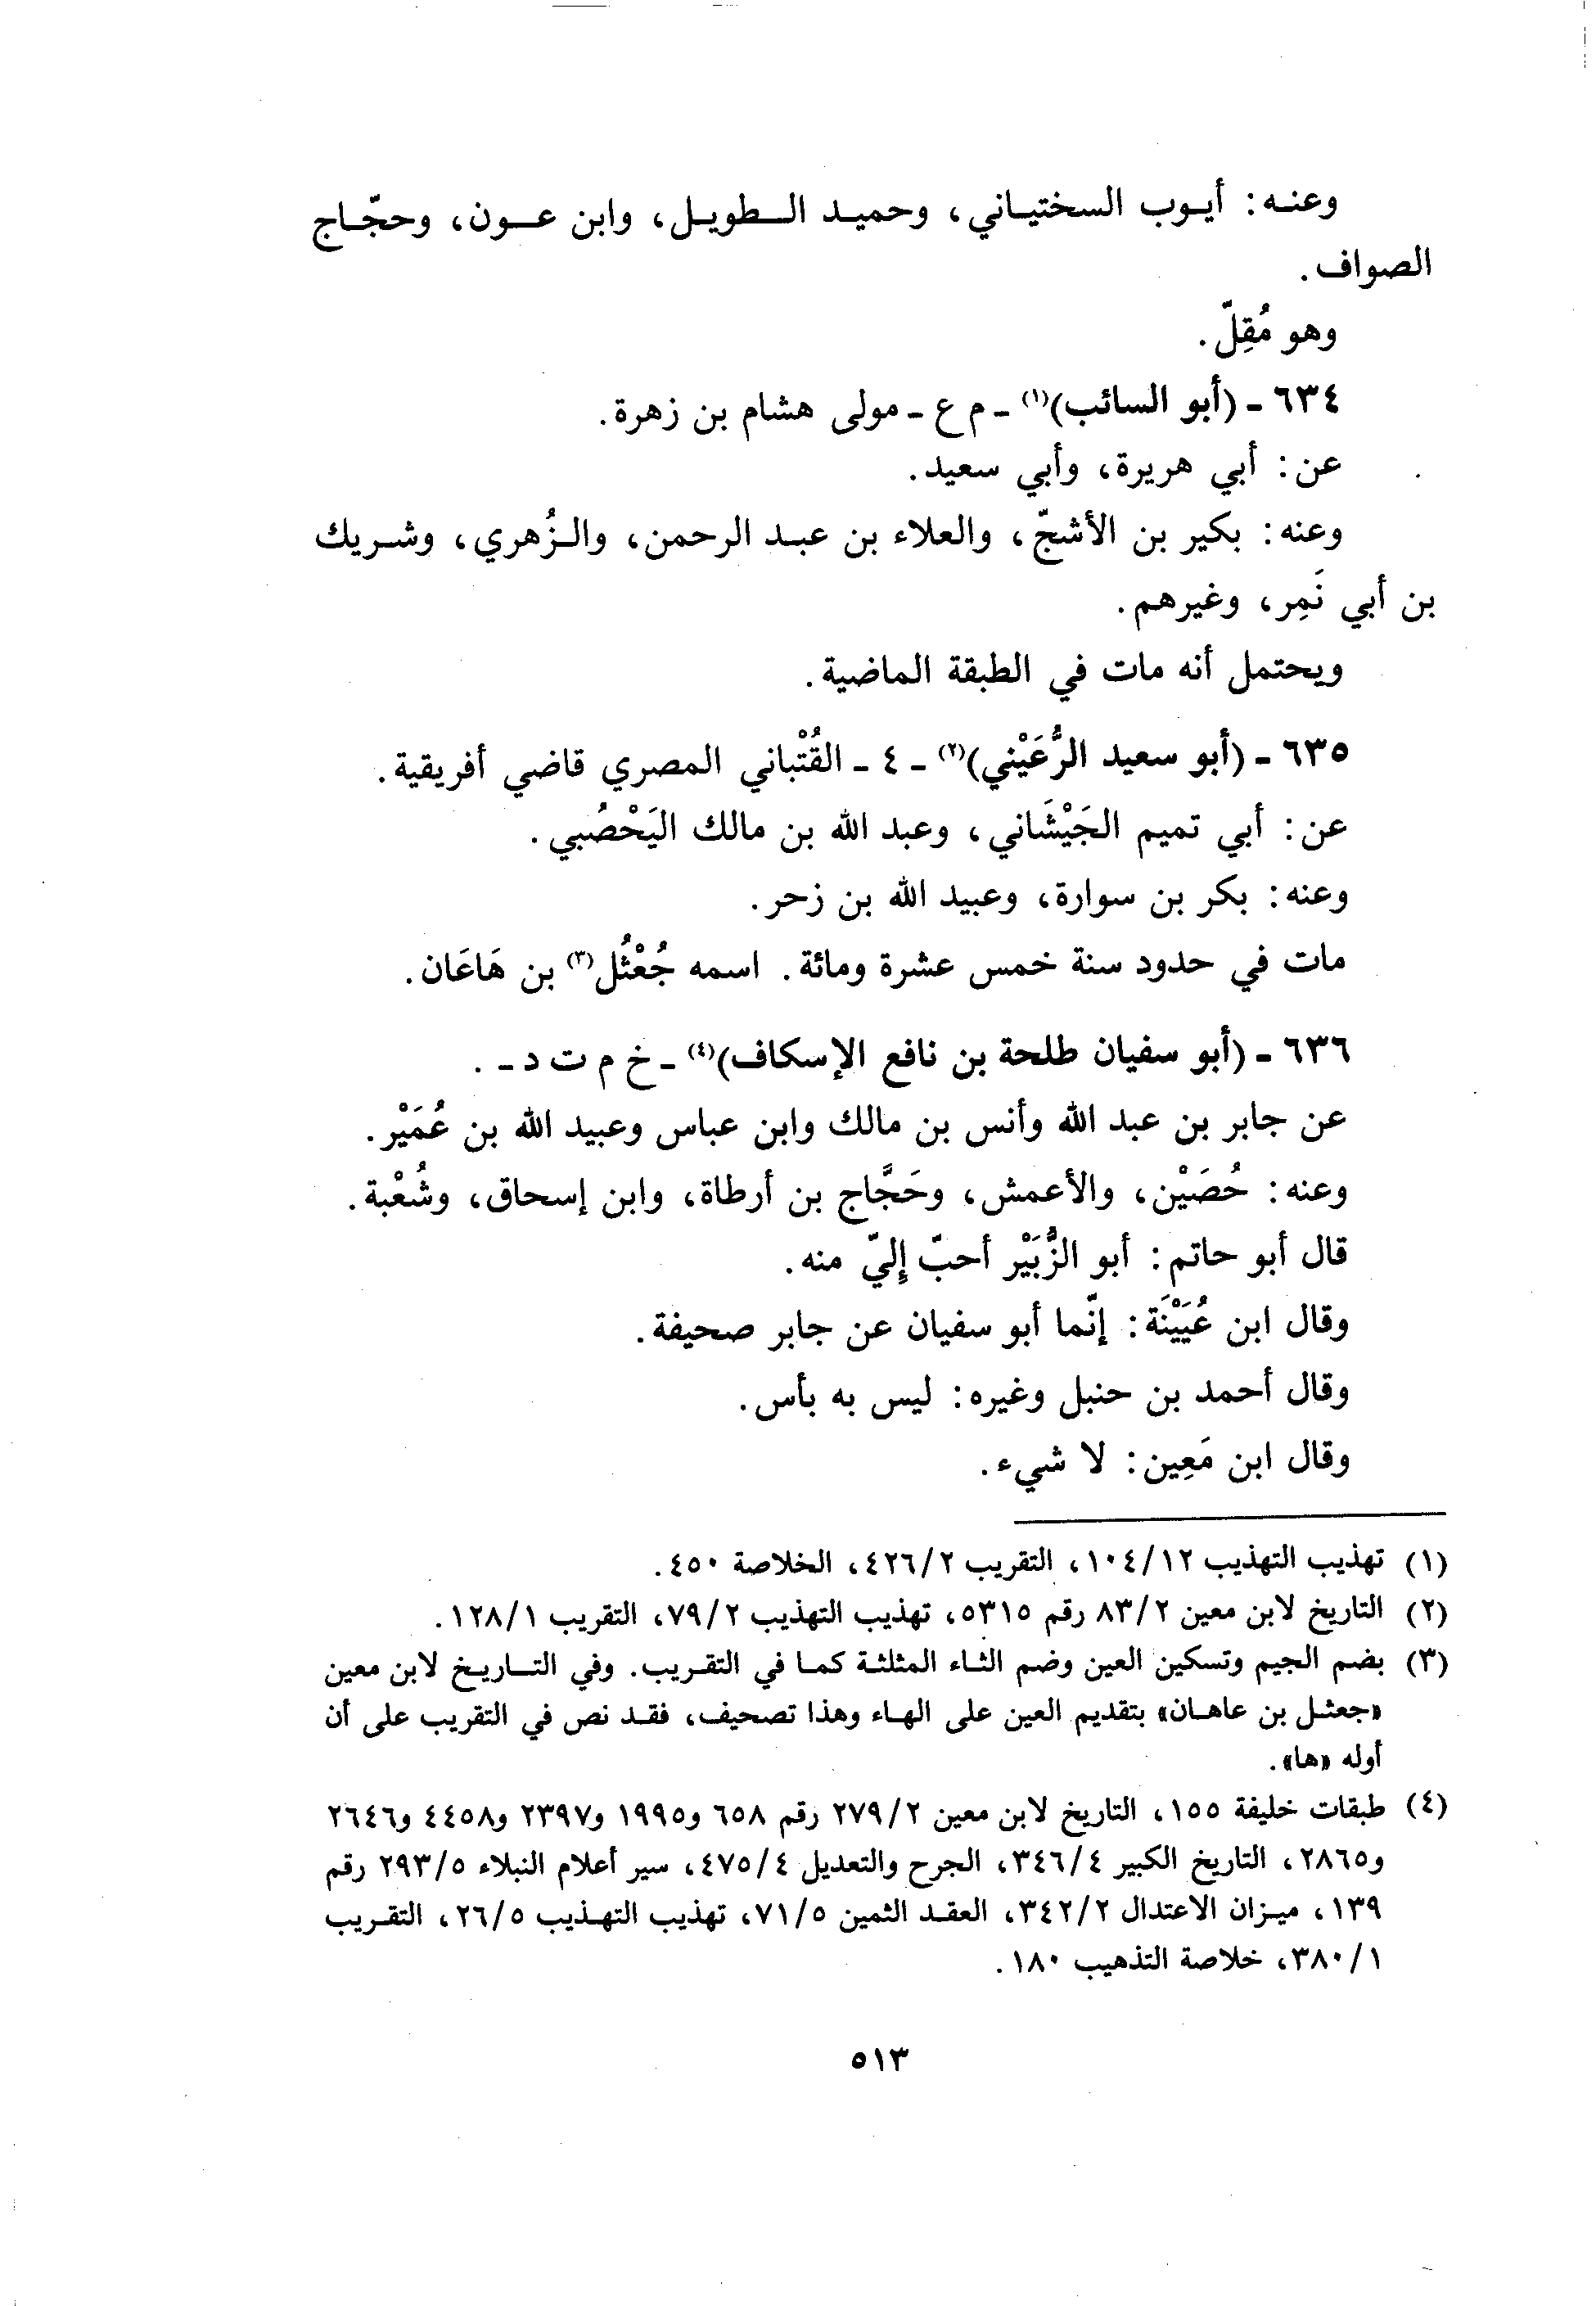 وعنه: أيوب السختياني، وحميد الطويل، وابن عون، وحجّاج
الصواف.
وهو مُقِلّ.
٦٣٤ - (أبو السائب)(١) - م ع - مولى هشام بن زهرة.
عن: أبي هريرة، وأبي سعيد.
وعنه: بكير بن الأشجّ، والعلاء بن عبد الرحمن، والزُهري، وشريك
بن أبي نَمِر، وغيرهم.
ويحتمل أنه مات في الطبقة الماضية.
٦٣٥ - (أبو سعيد الرُّعَيْني)(٢) - ٤ - القُتْباني المصري قاضي أفريقية.
عن: أبي تميم الجَيْشَاني، وعبد الله بن مالك اليَحْصُبي.
وعنه: بكر بن سوارة، وعبيد الله بن زحر.
مات في حدود سنة خمس عشرة ومائة. اسمه جُعْثُل(٣) بن هَاعَان.
٦٣٦ - (أبو سفيان طلحة بن نافع الإسكاف)(٤) - خ م ت د - .
عن جابر بن عبد الله وأنس بن مالك وابن عباس وعبيد الله بن عُمَيْر.
وعنه: حُصَيْن، والأعمش، وحَجَّاج بن أرطاة، وابن إسحاق، وشُعْبة.
قال أبو حاتم: أبو الزُّبَيْر أحبّ إليّ منه.
وقال ابن عُيَيْنَة: إنّما أبو سفيان عن جابر صحيفة.
وقال أحمد بن حنبل وغيره: ليس به بأس.
وقال ابن مَعِين: لا شيء.
(١) تهذيب التهذيب ١٠٤/١٢، التقريب ٤٢٦/٢، الخلاصة ٤٥٠.
(٢) التاريخ لابن معين ٨٣/٢ رقم ٥٣١٥، تهذيب التهذيب ٧٩/٢، التقريب ١٢٨/١.
(٣) بضم الجيم وتسكين العين وضم الثاء المثلثة كما في التقريب. وفي التاريخ لابن معين
«جعثل بن عاهان» بتقديم العين على الهاء وهذا تصحيف، فقد نص في التقريب على أن
أوله «ها».
(٤) طبقات خليفة ١٥٥، التاريخ لابن معين ٢٧٩/٢ رقم ٦٥٨ و١٩٩٥ و٢٣٩٧ و٤٤٥٨ و٢٦٤٦
و٢٨٦٥، التاريخ الكبير ٣٤٦/٤، الجرح والتعديل ٤٧٥/٤، سير أعلام النبلاء ٢٩٣/٥ رقم
١٣٩، ميزان الاعتدال ٣٤٢/٢، العقد الثمين ٧١/٥، تهذيب التهذيب ٢٦/٥، التقريب
٣٨٠/١، خلاصة التذهيب ١٨٠.
٥١٣